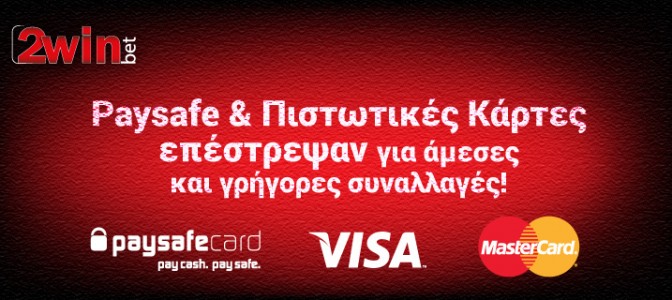 2winbet
Paysafe & Πιστωτικές Κάρτες
επέστρεψαν για άμεσες
και γρήγορες συναλλαγές!
paysafecard
pay cash. pay safe.
VISA
MasterCard